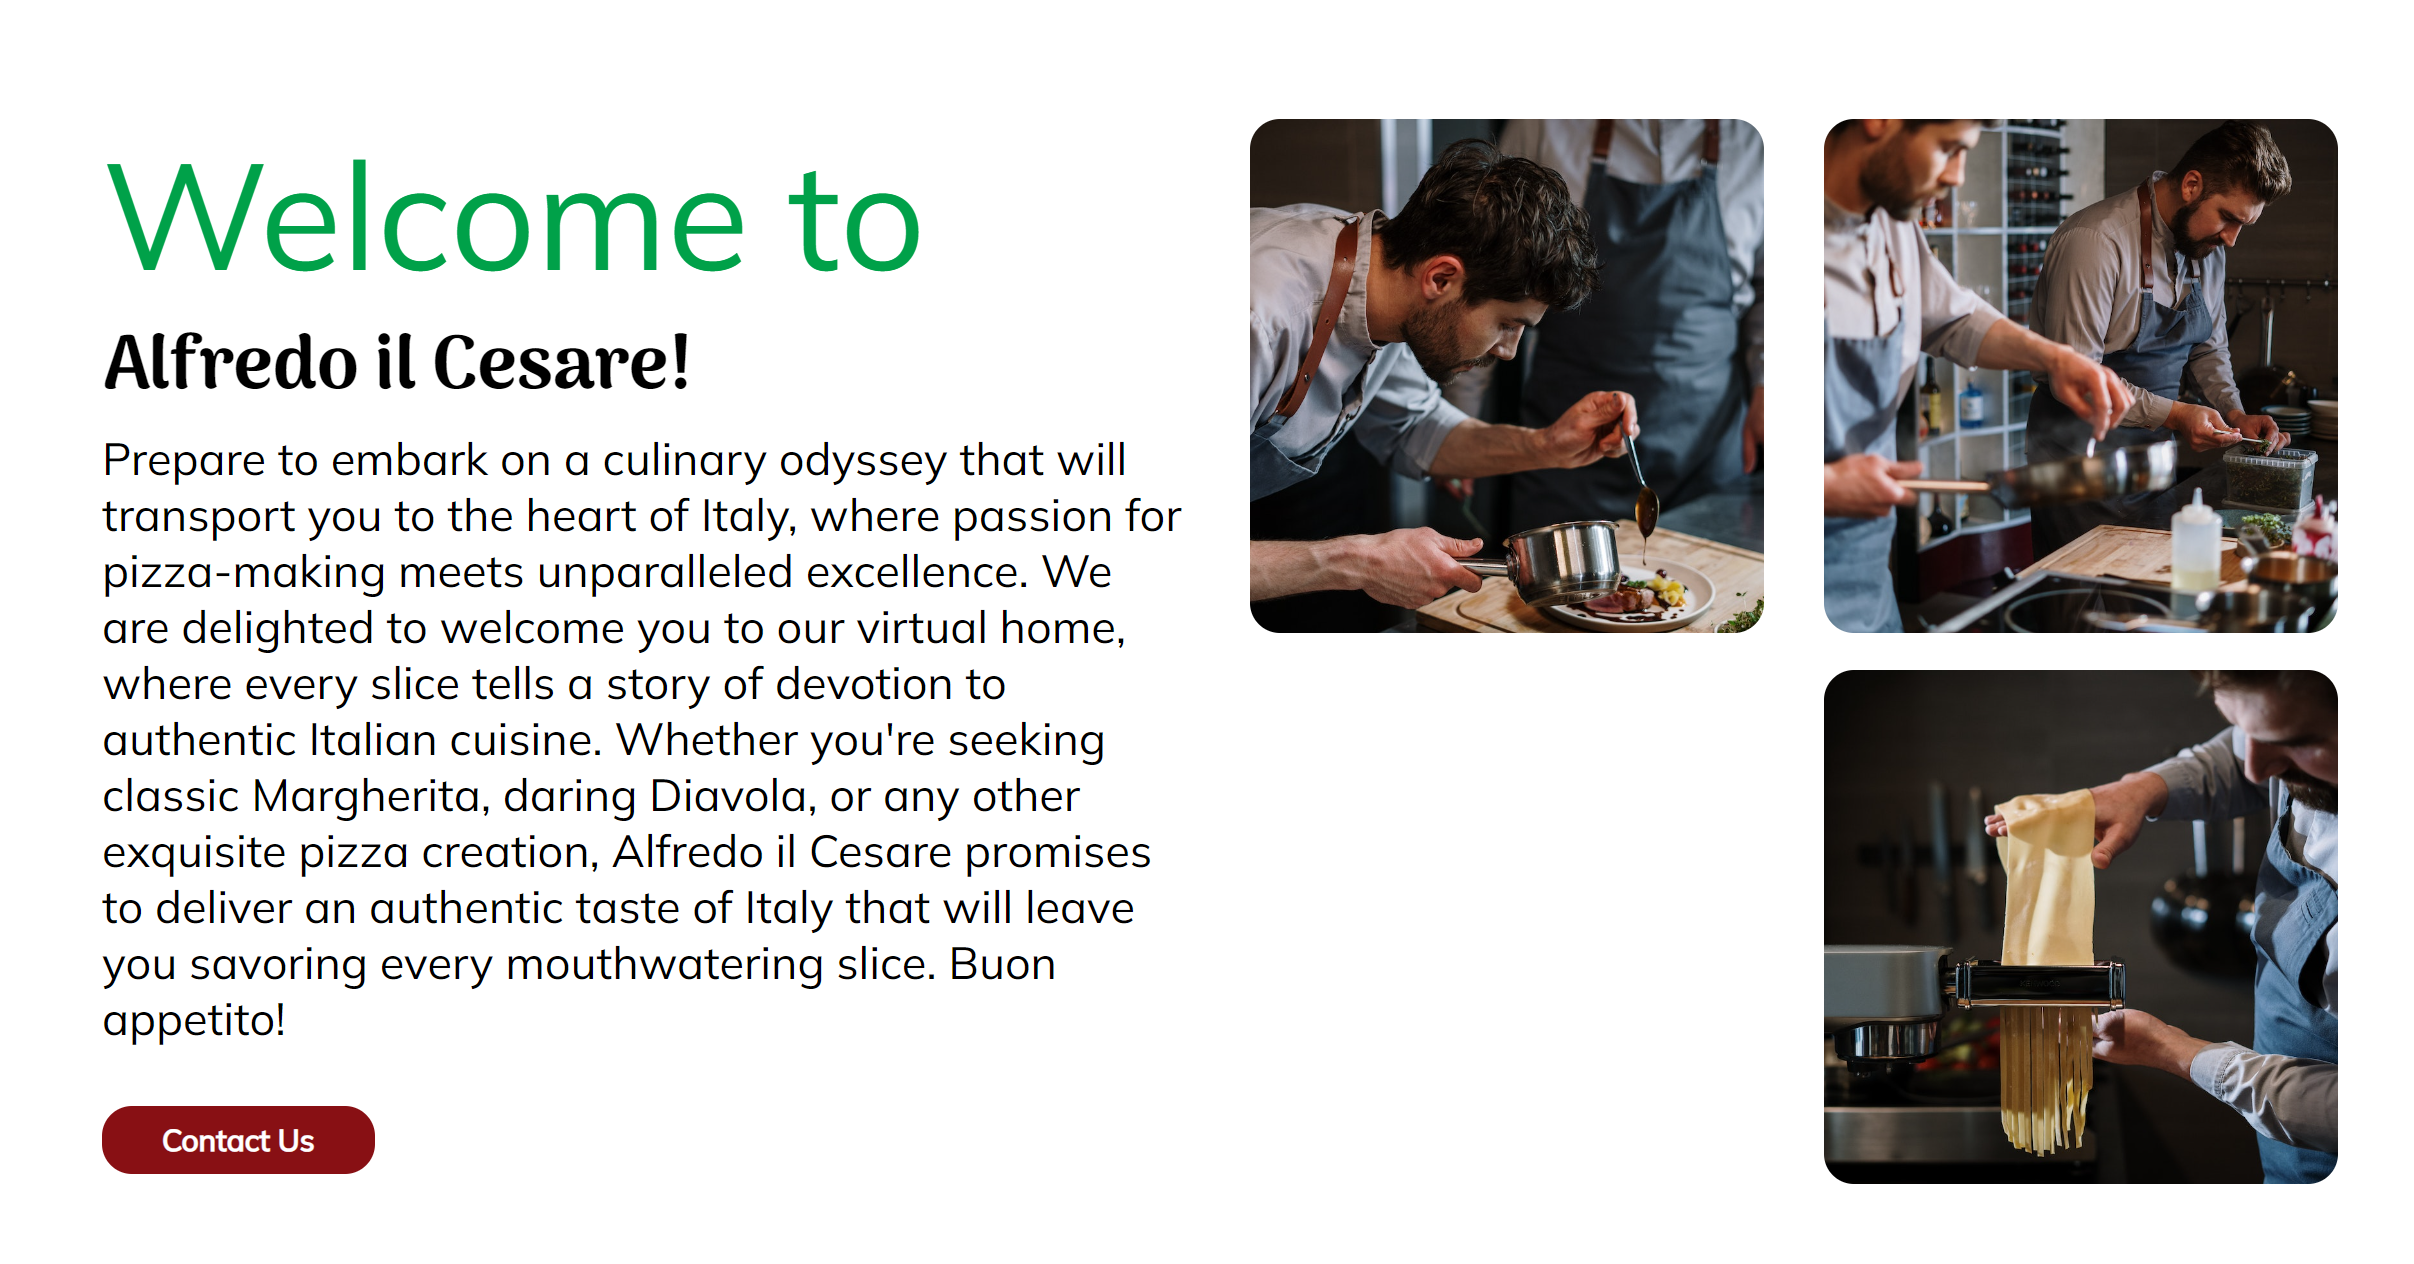 Welcome to
Alfredo il Cesare!
Prepare to embark on a culinary odyssey that will
transport you to the heart of Italy, where passion for
pizza-making meets unparalleled excellence. We
are delighted to welcome you to our virtual home,
where every slice tells a story of devotion to
authentic Italian cuisine. Whether you're seeking
classic Margherita, daring Diavola, or any other
exquisite pizza creation, Alfredo il Cesare promises
to deliver an authentic taste of Italy that will leave
you savoring every mouthwatering slice. Buon
appetito!
Contact Us